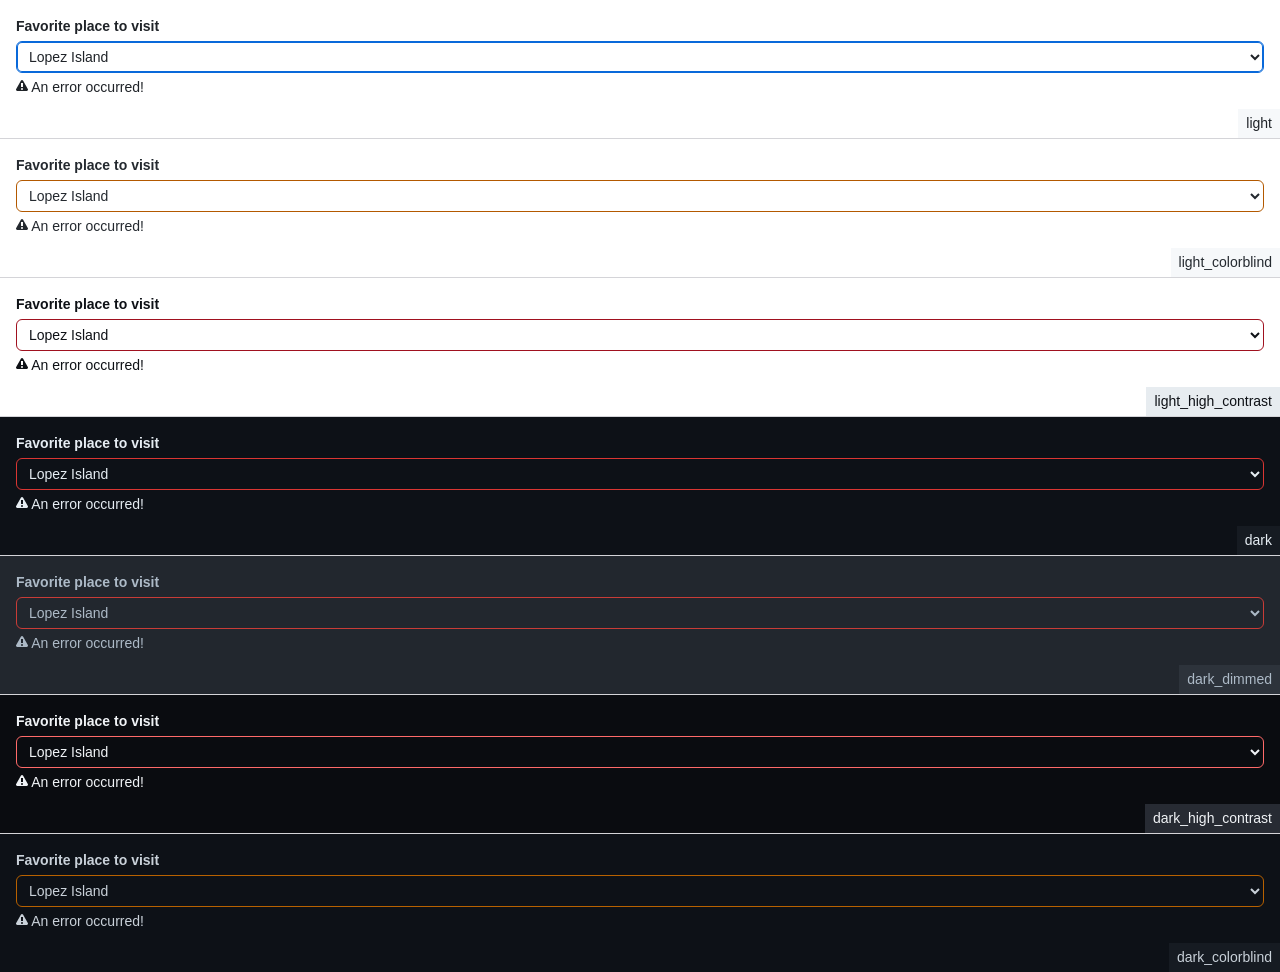 Favorite place to visit
Lopez Island
An error occurred!
light
Favorite place to visit
Lopez Island
An error occurred!
light_colorblind
Favorite place to visit
Lopez Island
An error occurred!
light_high_contrast
Favorite place to visit
Lopez Island
An error occurred!
dark
Favorite place to visit
Lopez Island
An error occurred!
dark_dimmed
Favorite place to visit
Lopez Island
An error occurred!
dark_high_contrast
Favorite place to visit
Lopez Island
An error occurred!
dark_colorblind